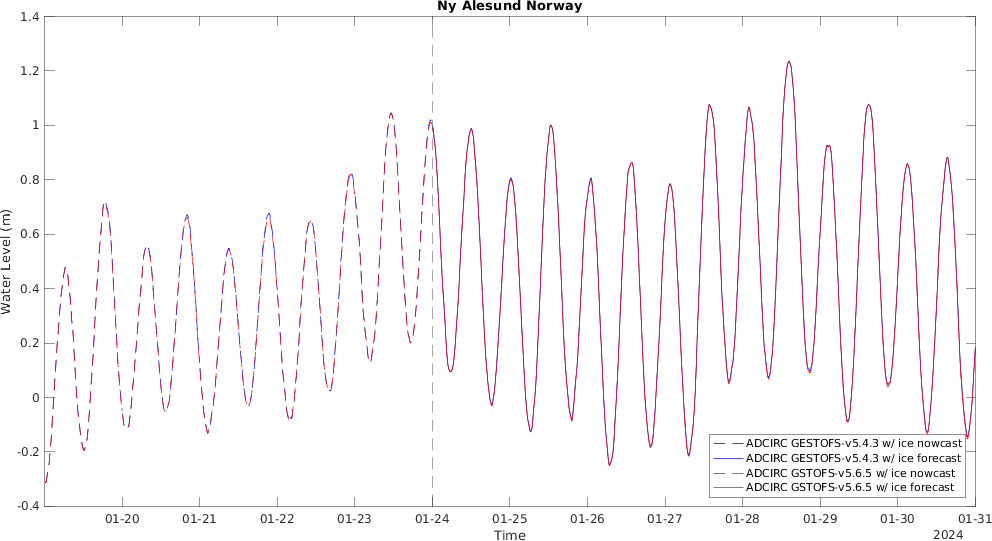 Ny Alesund Norway
1.4
1.2
1
0.8
0.6
0.4
0.2
0
-0.2
-0.4
Water Level (m)
ADCIRC GESTOFS-v5.4.3 w/ ice nowcast
ADCIRC GESTOFS-v5.4.3 w/ ice forecast
ADCIRC GSTOFS-v5.6.5 w/ ice nowcast
ADCIRC GSTOFS-v5.6.5 w/ ice forecast
01-20 01-21 01-22 01-23 01-24 01-25 01-26 01-27 01-28 01-29 01-30 01-31
Time
2024